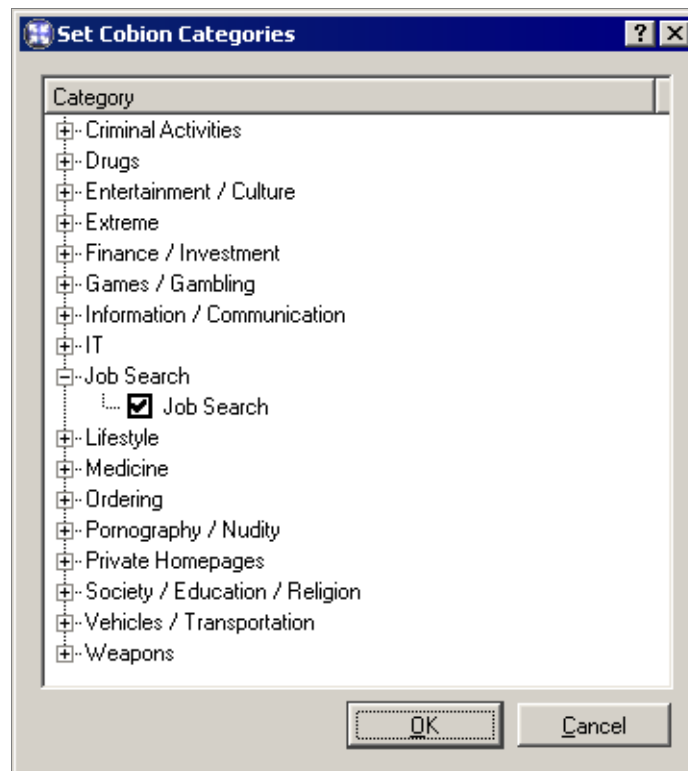 Set Cobion Categories
Category
Criminal Activities
Drugs
Entertainment / Culture
Extreme
Finance / Investment
Games / Gambling
Information / Communication
IT
Job Search
Job Search
Lifestyle
Medicine
Ordering
Pornography / Nudity
Private Homepages
Society / Education / Religion
Vehicles / Transportation
Weapons
OK Cancel